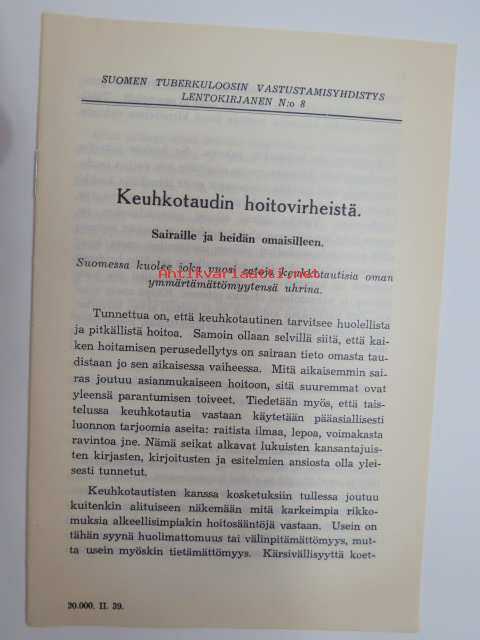 SUOMEN TUBERKULOOSIN VASTUSTAMISYHDISTYS
LENTOKIRJANEN N:o 8
Keuhkotaudin hoitovirheistä.
Sairaille ja heidän omaisilleen.
Suomessa kuolee joka vuosi satoja keuhkotautisia oman
Antikvariaattini.net
ymmärtämättömyytensä uhrina.
Tunnettua on, että keuhkotautinen tarvitsee huolellista
ja pitkällistä hoitoa. Samoin ollaan selvillä siitä, että kai-
ken hoitamisen perusedellytys on sairaan tieto omasta tau-
distaan jo sen aikaisessa vaiheessa. Mitä aikaisemmin sai-
ras joutuu asianmukaiseen hoitoon, sitä suuremmat ovat
yleensä parantumisen toiveet. Tiedetään myös, että tais-
telussa keuhkotautia vastaan käytetään pääasiallisesti
luonnon tarjoomia aseita: raitista ilmaa, lepoa, voimakasta
ravintoa jne. Nämä seikat alkavat lukuisten kansantajuis-
ten kirjasten, kirjoitusten ja esitelmien ansiosta olla ylei-
sesti tunnetut.
Keuhkotautisten kanssa kosketuksiin tullessa joutuu
kuitenkin alituiseen näkemään mitä karkeimpia rikko-
muksia alkeellisimpiakin hoitosääntöjä vastaan. Usein on
tähän syynä huolimattomuus tai välinpitämättömyys, mut-
ta usein myöskin tietämättömyys. Kärsivällisyyttä koet-
20.000. II. 39.